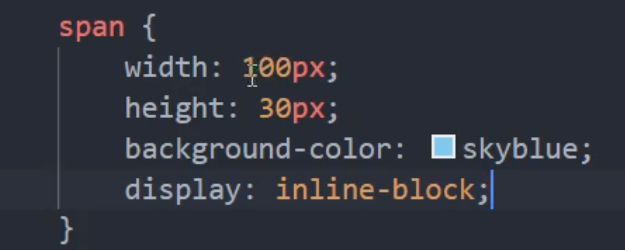 span {
width: 100px;
height: 30px;
background-color: skyblue;
display: inline-block;
}